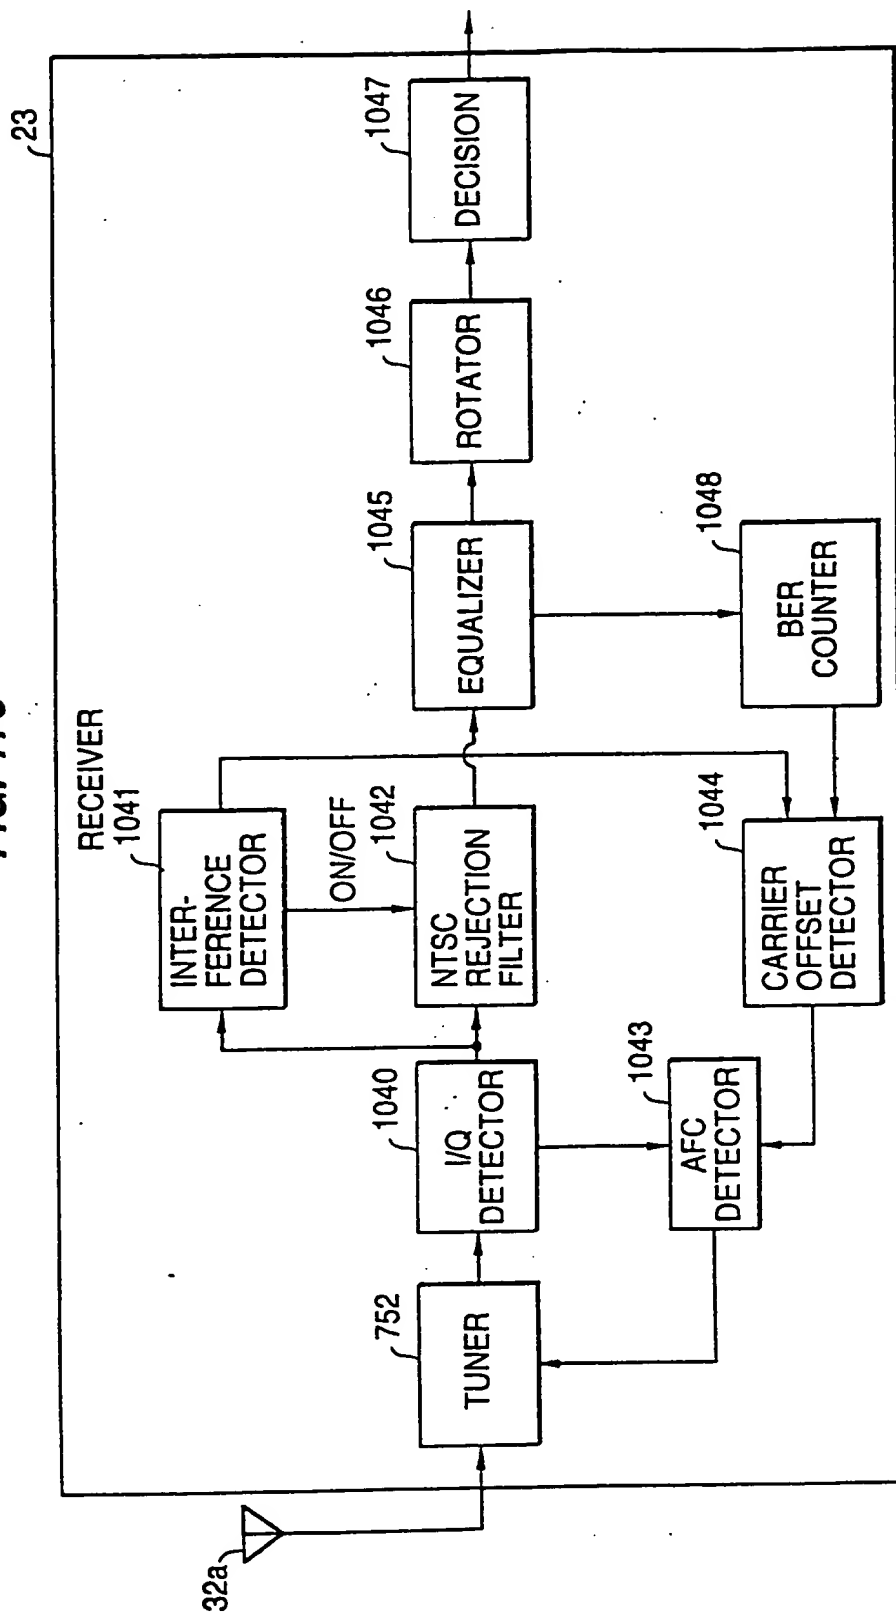 23
RECEIVER
1041
INTER-
FERENCE
DETECTOR
ON/OFF
32a
752
TUNER
1040
I/Q
DETECTOR
1042
NTSC
REJECTION
FILTER
1045
EQUALIZER
1046
ROTATOR
1047
DECISION
1043
AFC
DETECTOR
1044
CARRIER
OFFSET
DETECTOR
1048
BER
COUNTER